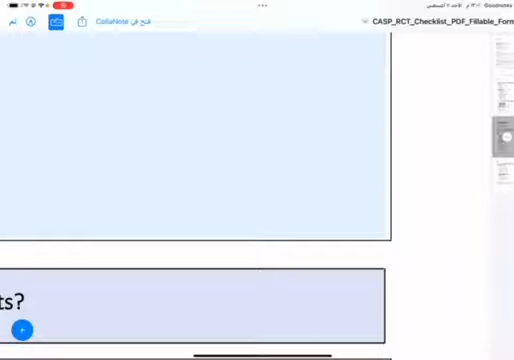 Goodnotes
تم
فتح في CollaNote
CASP_RCT_Checklist_PDF_Fillable_Form
ts?